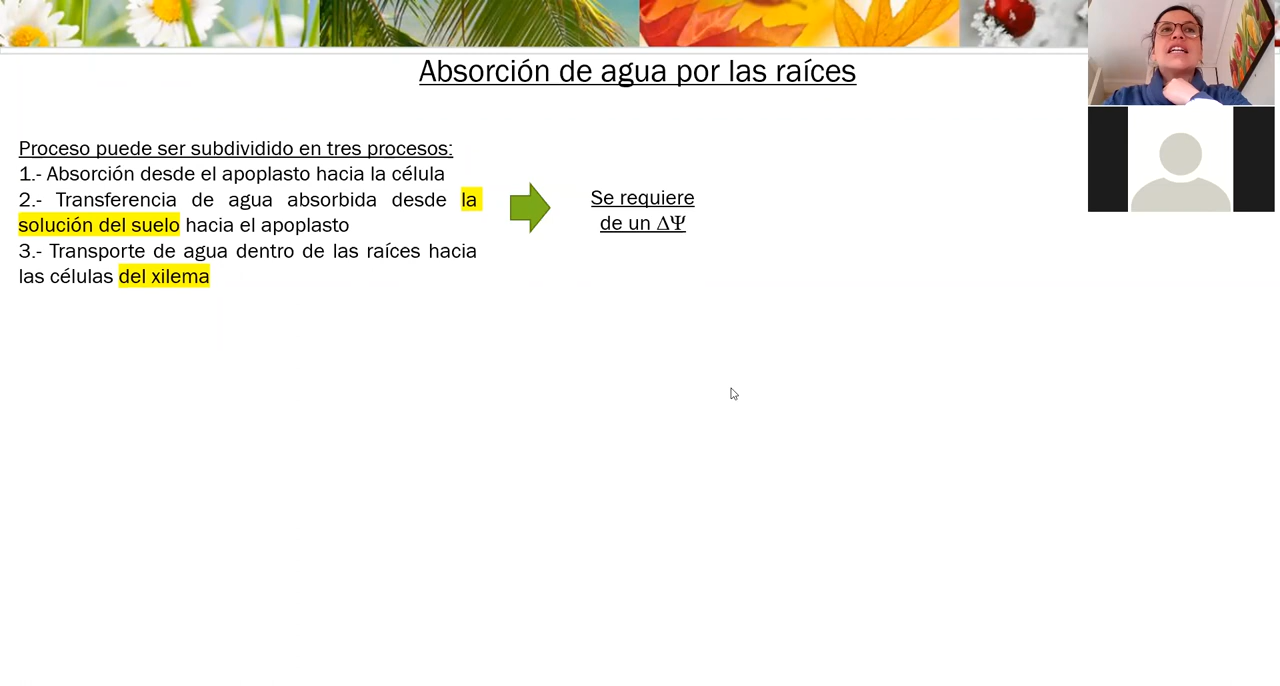 Absorción de agua por las raíces
Proceso puede ser subdividido en tres procesos:
1.- Absorción desde el apoplasto hacia la célula
2.- Transferencia de agua absorbida desde la
solución del suelo hacia el apoplasto
3.- Transporte de agua dentro de las raíces hacia
las células del xilema
Se requiere
de un ΔΨ